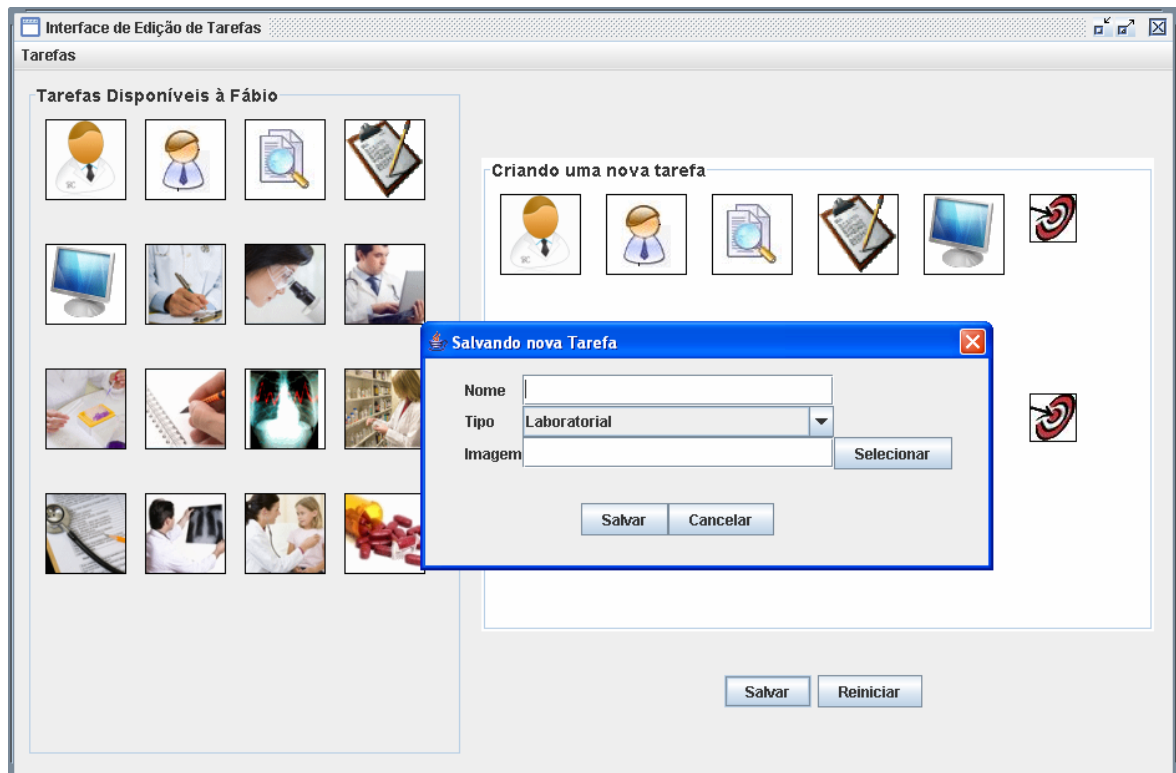 Interface de Edição de Tarefas
Tarefas
Tarefas Disponíveis à Fábio
Criando uma nova tarefa
Salvando nova Tarefa
Nome
Tipo Laboratorial
Imagem Selecionar
Salvar Cancelar
Salvar Reiniciar